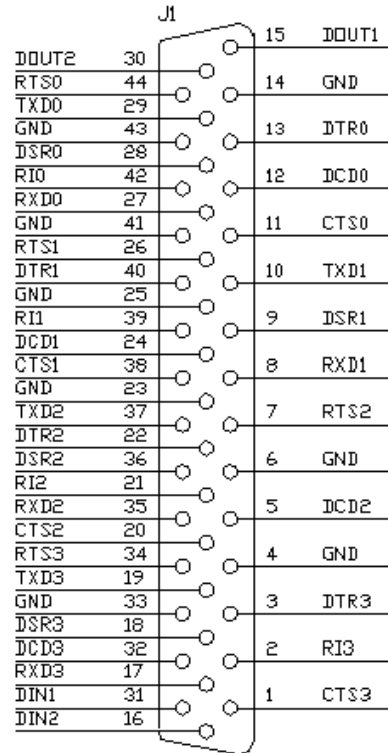 J1
15 DOUT1
DOUT2 30
RTS0 44
14 GND
TXD0 29
GND 43
13 DTR0
DSR0 28
RI0 42
12 DCD0
RXD0 27
GND 41
11 CTS0
RTS1 26
DTR1 40
10 TXD1
GND 25
RI1 39
9 DSR1
DCD1 24
CTS1 38
8 RXD1
GND 23
TXD2 37
7 RTS2
DTR2 22
DSR2 36
6 GND
RI2 21
RXD2 35
5 DCD2
CTS2 20
RTS3 34
4 GND
TXD3 19
GND 33
3 DTR3
DSR3 18
DCD3 32
2 RI3
RXD3 17
DIN1 31
1 CTS3
DIN2 16